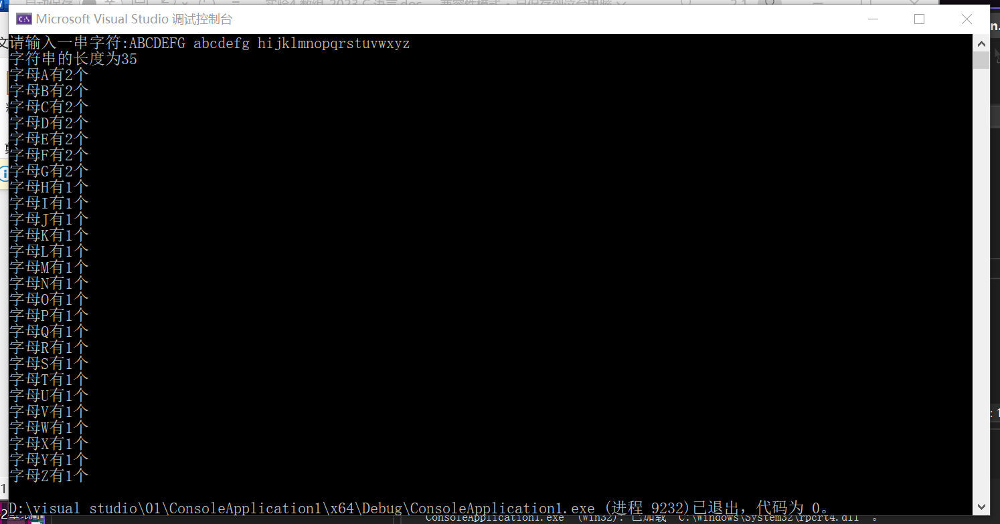 Microsoft Visual Studio 调试控制台
请输入一串字符:ABCDEFG abcdefg hijklmnopqrstuvwxyz
字符串的长度为35
字母A有2个
字母B有2个
字母C有2个
字母D有2个
字母E有2个
字母F有2个
字母G有2个
字母H有1个
字母I有1个
字母J有1个
字母K有1个
字母L有1个
字母M有1个
字母N有1个
字母O有1个
字母P有1个
字母Q有1个
字母R有1个
字母S有1个
字母T有1个
字母U有1个
字母V有1个
字母W有1个
字母X有1个
字母Y有1个
字母Z有1个
D:\visual studio\01\ConsoleApplication1\x64\Debug\ConsoleApplication1.exe (进程 9232)已退出，代码为 0。
"ConsoleApplication1.exe" (Win32): 已加载 "C:\Windows\System32\rpcrt4.dll" 。